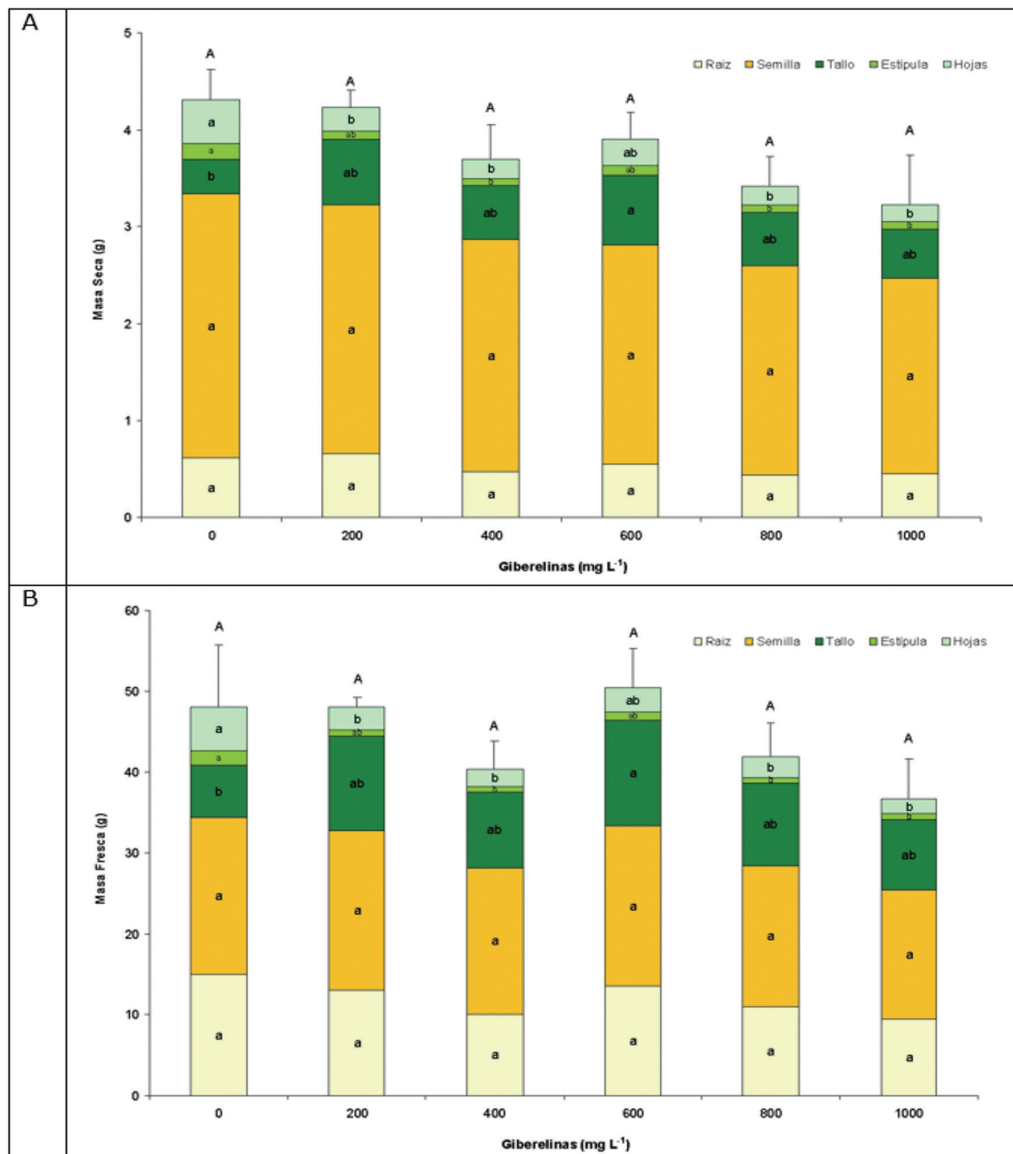 A
5
A
A
A
A
A
A
Raiz Semilla Tallo Estípula Hojas
4
3
2
1
0
Masa Seca (g)
a b b ab b b
a ab b ab b b
b ab ab a ab ab
a a a a a a
a a a a a a
0 200 400 600 800 1000
Giberelinas (mg L⁻¹)
B
60
A
A
A
A
A
A
Raiz Semilla Tallo Estípula Hojas
50
40
30
20
10
0
Masa Fresca (g)
a b b ab b b
a ab b ab b b
b ab ab a ab ab
a a a a a a
a a a a a a
0 200 400 600 800 1000
Giberelinas (mg L⁻¹)